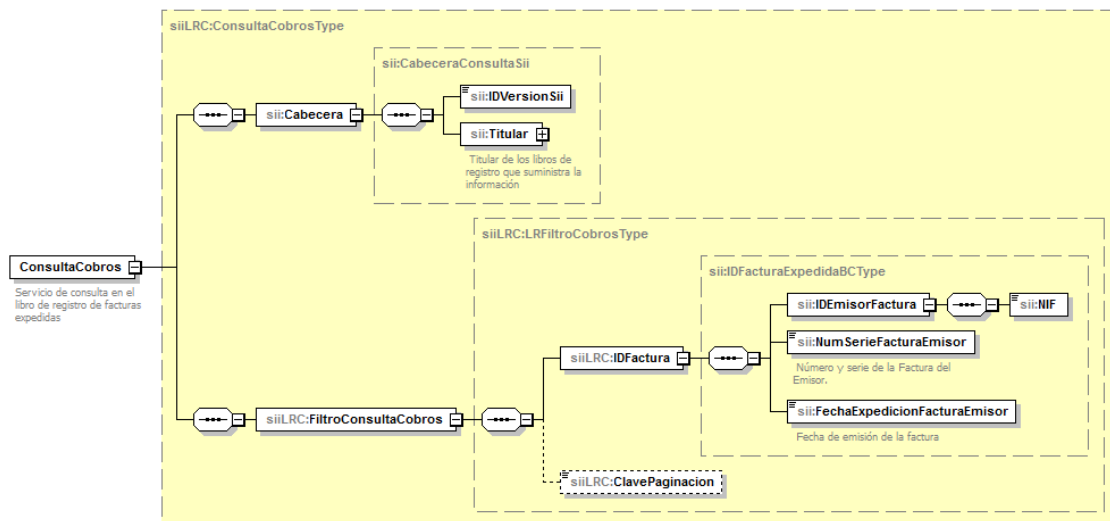 siiLRC:ConsultaCobrosType
sii:CabeceraConsultaSii
sii:IDVersionSii
sii:Cabecera
sii:Titular
Titular de los libros de
registro que suministra la
información
siiLRC:LRFiltroCobrosType
sii:IDFacturaExpedidaBCType
ConsultaCobros
Servicio de consulta en el
libro de registro de facturas
expedidas
sii:IDEmisorFactura
sii:NIF
sii:NumSerieFacturaEmisor
siiLRC:IDFactura
Número y serie de la Factura del
Emisor.
siiLRC:FiltroConsultaCobros
sii:FechaExpedicionFacturaEmisor
Fecha de emisión de la factura
siiLRC:ClavePaginacion